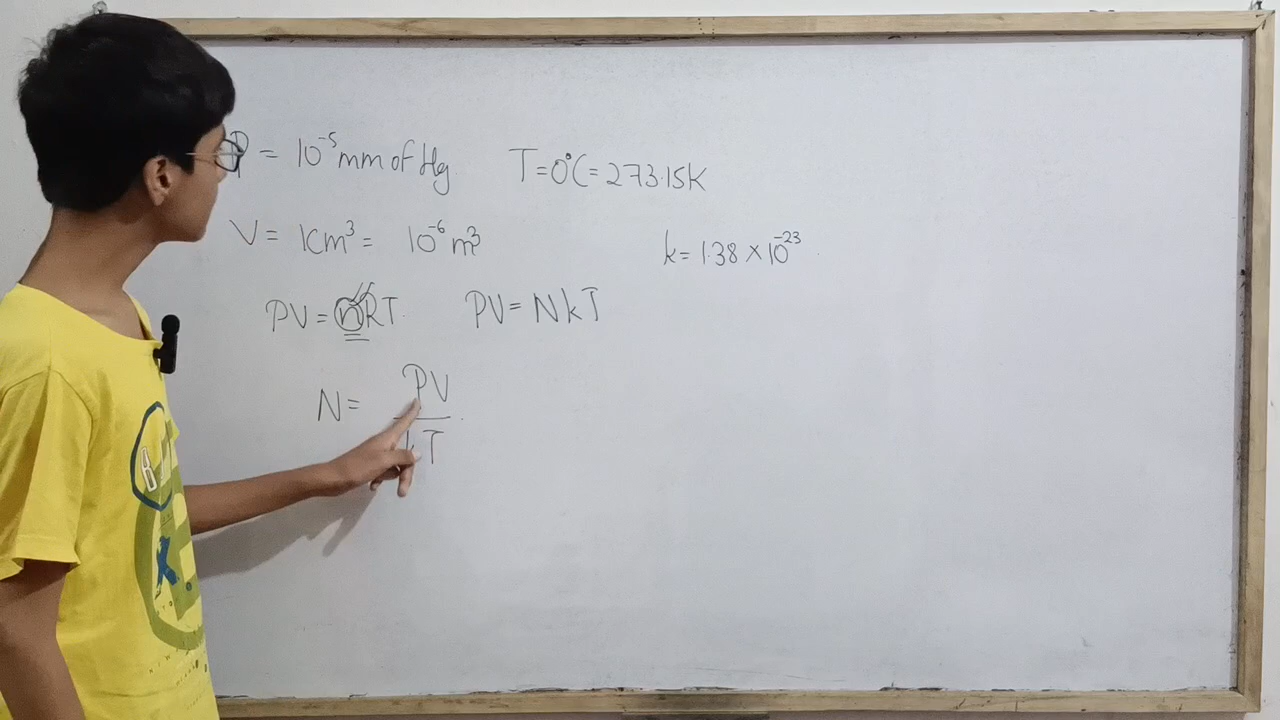 P = 10⁻⁵ mm of Hg T = 0°C = 273.15K
V = 1cm³ = 10⁻⁶ m³
k = 1.38 × 10⁻²³
PV = nRT. PV = NkT
N = PV / kT